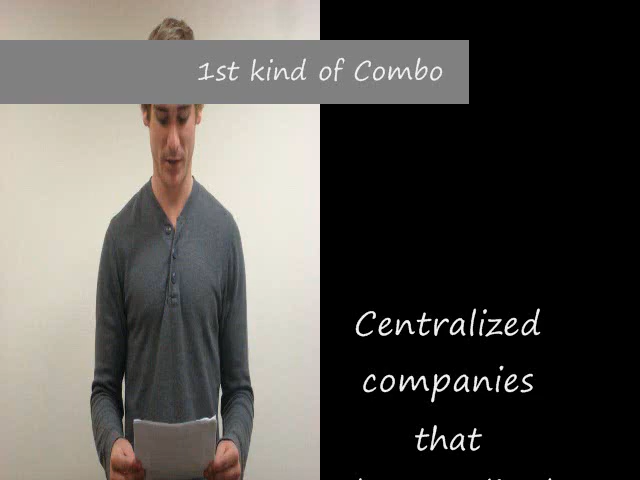 1st kind of Combo
Centralized
companies
that